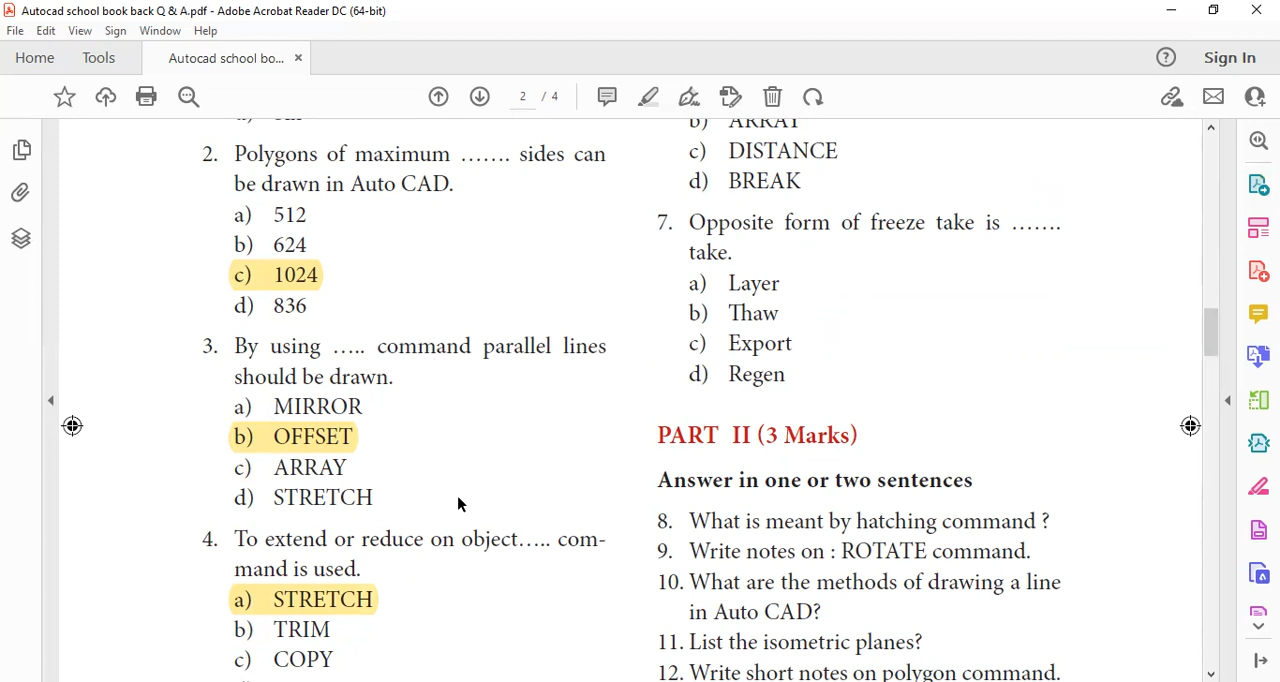 Autocad school book back Q & A.pdf - Adobe Acrobat Reader DC (64-bit)
File Edit View Sign Window Help
Home Tools Autocad school bo... × Sign In
2 / 4
2. Polygons of maximum ....... sides can
be drawn in Auto CAD.
a) 512
b) 624
c) 1024
d) 836
3. By using ..... command parallel lines
should be drawn.
a) MIRROR
b) OFFSET
c) ARRAY
d) STRETCH
4. To extend or reduce on object..... com-
mand is used.
a) STRETCH
b) TRIM
c) COPY
b) ARRAY
c) DISTANCE
d) BREAK
7. Opposite form of freeze take is .......
take.
a) Layer
b) Thaw
c) Export
d) Regen
PART II (3 Marks)
Answer in one or two sentences
8. What is meant by hatching command ?
9. Write notes on : ROTATE command.
10. What are the methods of drawing a line
in Auto CAD?
11. List the isometric planes?
12. Write short notes on polygon command.